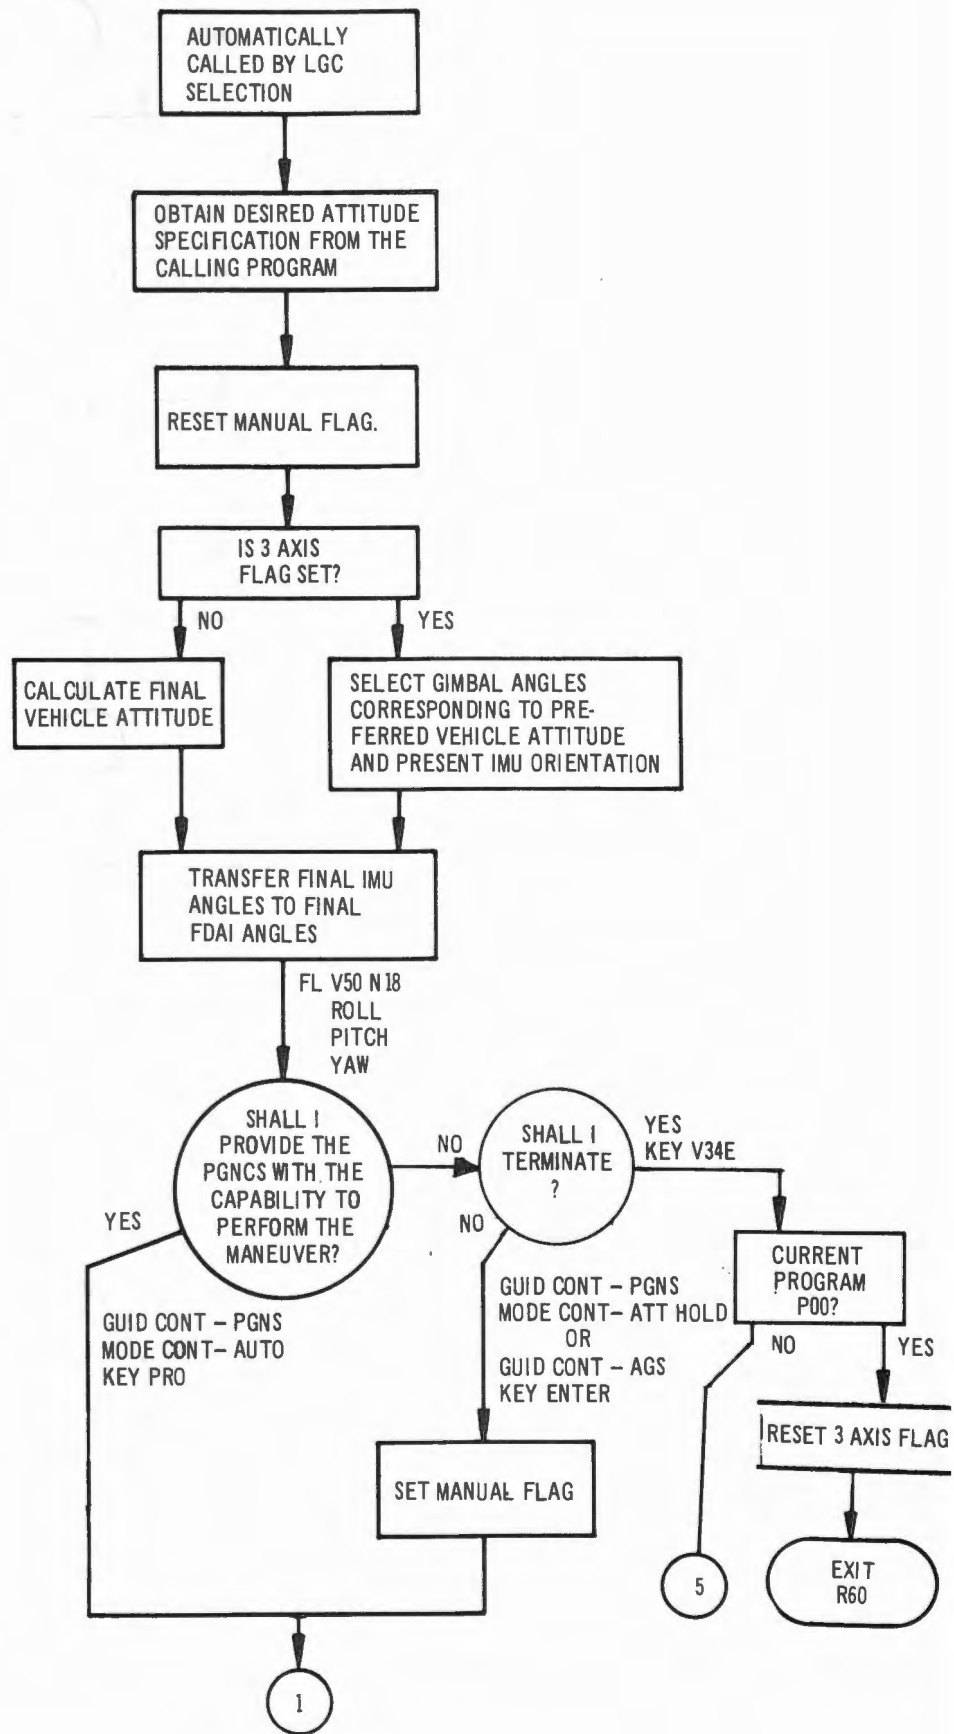 AUTOMATICALLY
CALLED BY LGC
SELECTION
OBTAIN DESIRED ATTITUDE
SPECIFICATION FROM THE
CALLING PROGRAM
RESET MANUAL FLAG.
IS 3 AXIS
FLAG SET?
NO
YES
CALCULATE FINAL
VEHICLE ATTITUDE
SELECT GIMBAL ANGLES
CORRESPONDING TO PRE-
FERRED VEHICLE ATTITUDE
AND PRESENT IMU ORIENTATION
TRANSFER FINAL IMU
ANGLES TO FINAL
FDAI ANGLES
FL V50 N18
ROLL
PITCH
YAW
SHALL I
PROVIDE THE
PGNCS WITH THE
CAPABILITY TO
PERFORM THE
MANEUVER?
NO
SHALL I
TERMINATE
?
YES
KEY V34E
YES
GUID CONT – PGNS
MODE CONT– AUTO
KEY PRO
NO
GUID CONT – PGNS
MODE CONT– ATT HOLD
OR
GUID CONT – AGS
KEY ENTER
CURRENT
PROGRAM
P00?
NO
YES
RESET 3 AXIS FLAG
SET MANUAL FLAG
5
EXIT
R60
1